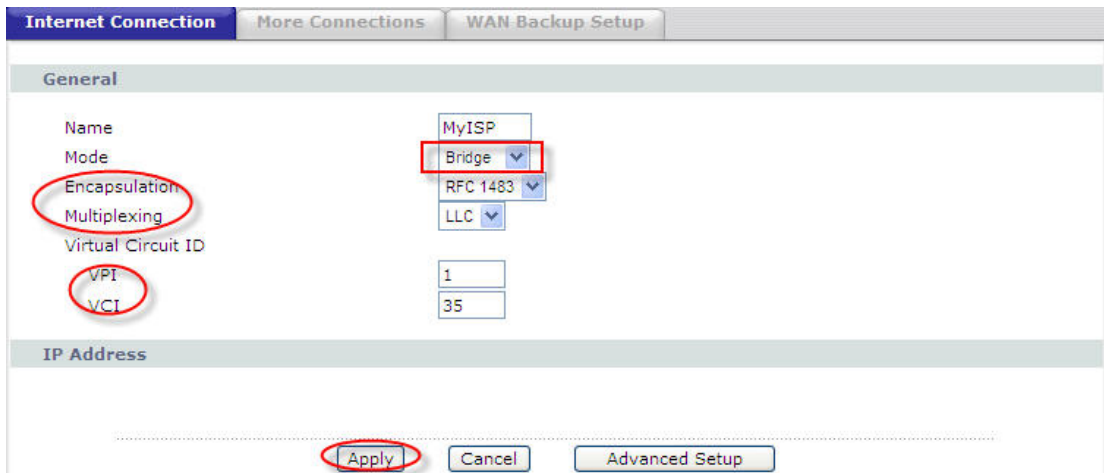 Internet Connection More Connections WAN Backup Setup
General
Name MyISP
Mode Bridge
Encapsulation RFC 1483
Multiplexing LLC
Virtual Circuit ID
VPI 1
VCI 35
IP Address
Apply Cancel Advanced Setup